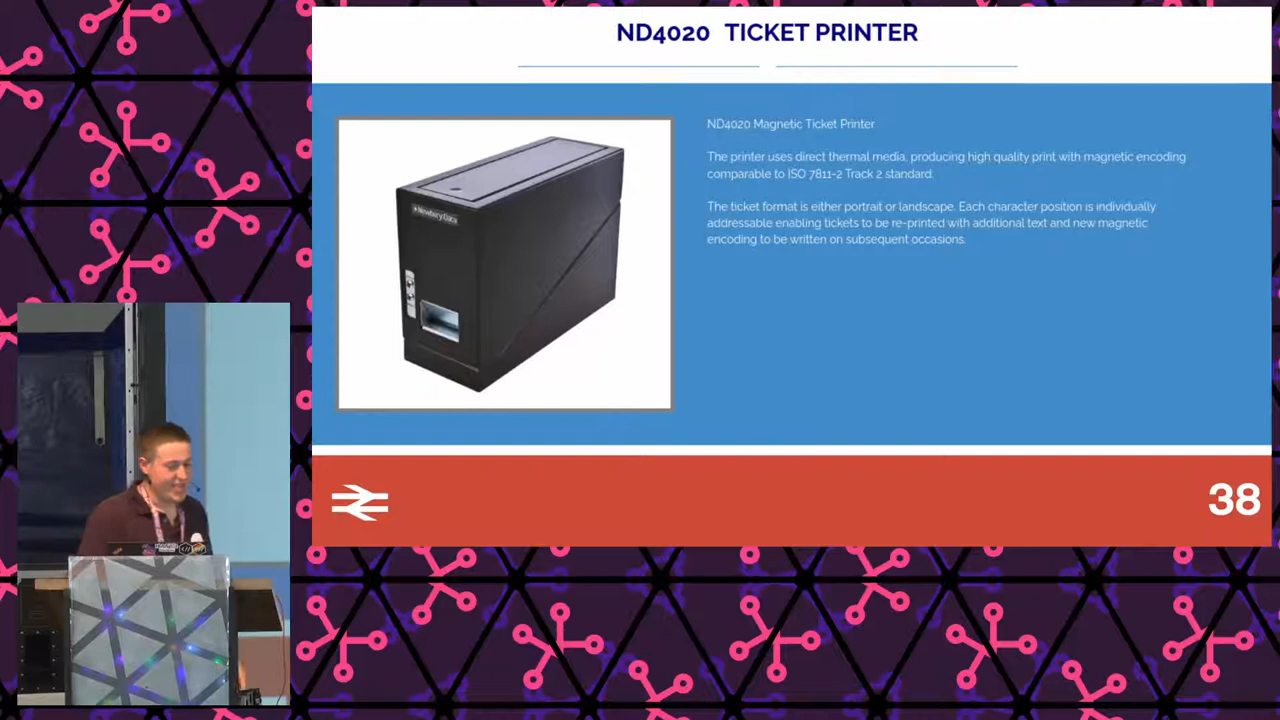 ND4020 TICKET PRINTER
ND4020 Magnetic Ticket Printer
The printer uses direct thermal media, producing high quality print with magnetic encoding
comparable to ISO 7811-2 Track 2 standard.
The ticket format is either portrait or landscape. Each character position is individually
addressable enabling tickets to be re-printed with additional text and new magnetic
encoding to be written on subsequent occasions.
Newbury Data
38